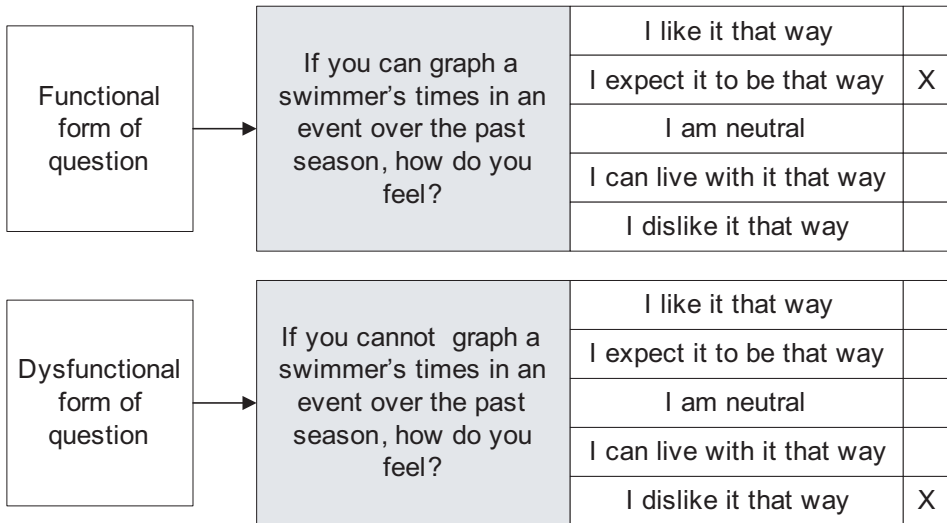 Functional
form of
question
If you can graph a
swimmer's times in an
event over the past
season, how do you
feel?
I like it that way
I expect it to be that way X
I am neutral
I can live with it that way
I dislike it that way
Dysfunctional
form of
question
If you cannot graph a
swimmer's times in an
event over the past
season, how do you
feel?
I like it that way
I expect it to be that way
I am neutral
I can live with it that way
I dislike it that way X